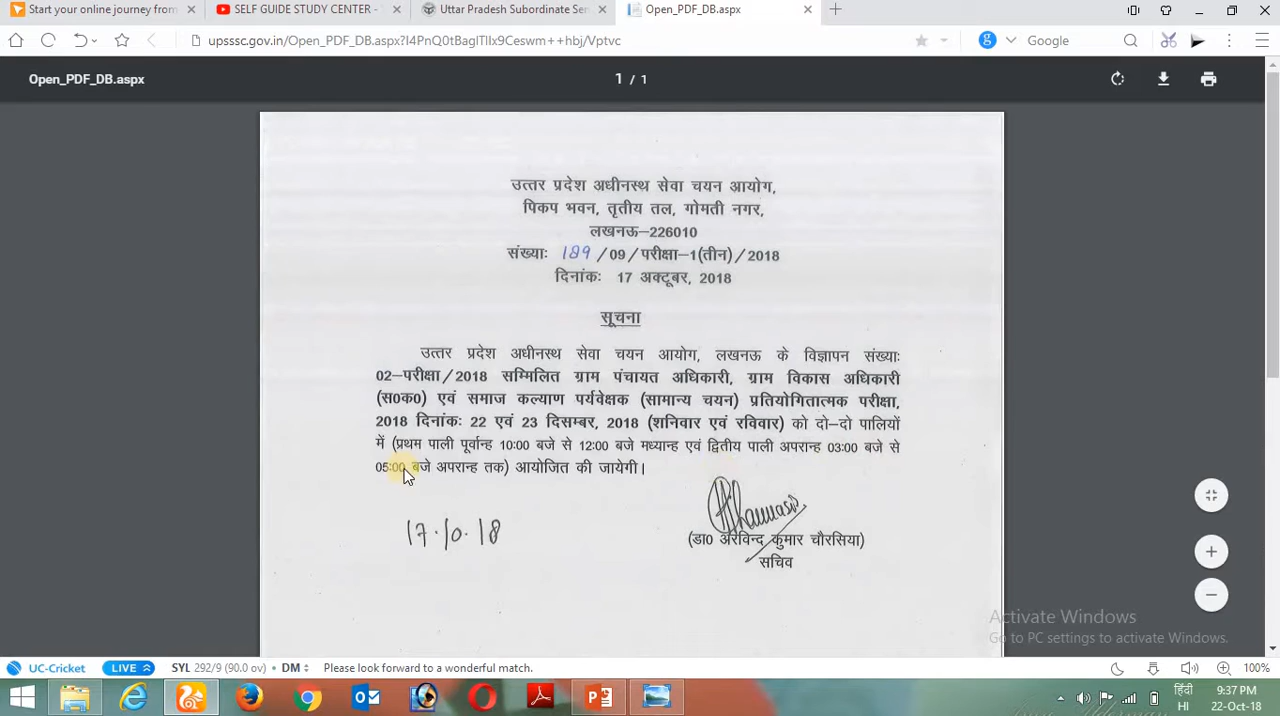 Start your online journey from
SELF GUIDE STUDY CENTER -
Uttar Pradesh Subordinate Ser
Open_PDF_DB.aspx
upsssc.gov.in/Open_PDF_DB.aspx?I4PnQ0tBaglTlIx9Ceswm++hbj/Vptvc
Google
Open_PDF_DB.aspx
1 / 1
उत्तर प्रदेश अधीनस्थ सेवा चयन आयोग,
पिकप भवन, तृतीय तल, गोमती नगर,
लखनऊ–226010
संख्याः 189 /09/परीक्षा–1(तीन)/2018
दिनांकः 17 अक्टूबर, 2018
सूचना
उत्तर प्रदेश अधीनस्थ सेवा चयन आयोग, लखनऊ के विज्ञापन संख्याः
02–परीक्षा/2018 सम्मिलित ग्राम पंचायत अधिकारी, ग्राम विकास अधिकारी
(स0क0) एवं समाज कल्याण पर्यवेक्षक (सामान्य चयन) प्रतियोगितात्मक परीक्षा,
2018 दिनांकः 22 एवं 23 दिसम्बर, 2018 (शनिवार एवं रविवार) को दो–दो पालियों
में (प्रथम पाली पूर्वान्ह 10:00 बजे से 12:00 बजे मध्यान्ह एवं द्वितीय पाली अपरान्ह 03:00 बजे से
05:00 बजे अपरान्ह तक) आयोजित की जायेगी।
17.10.18
(डा0 अरविन्द कुमार चौरसिया)
सचिव
Activate Windows
Go to PC settings to activate Windows.
UC-Cricket LIVE SYL 292/9 (90.0 ov) • DM Please look forward to a wonderful match.
100%
हिंदी 9:37 PM
HI 22-Oct-18